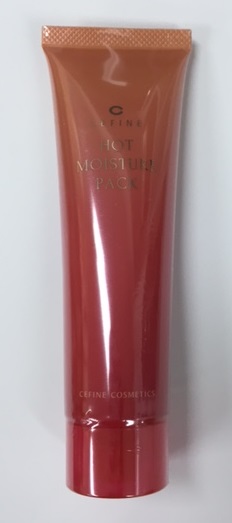 C
CEFINE
HOT
MOISTURE
PACK
CEFINE COSMETICS